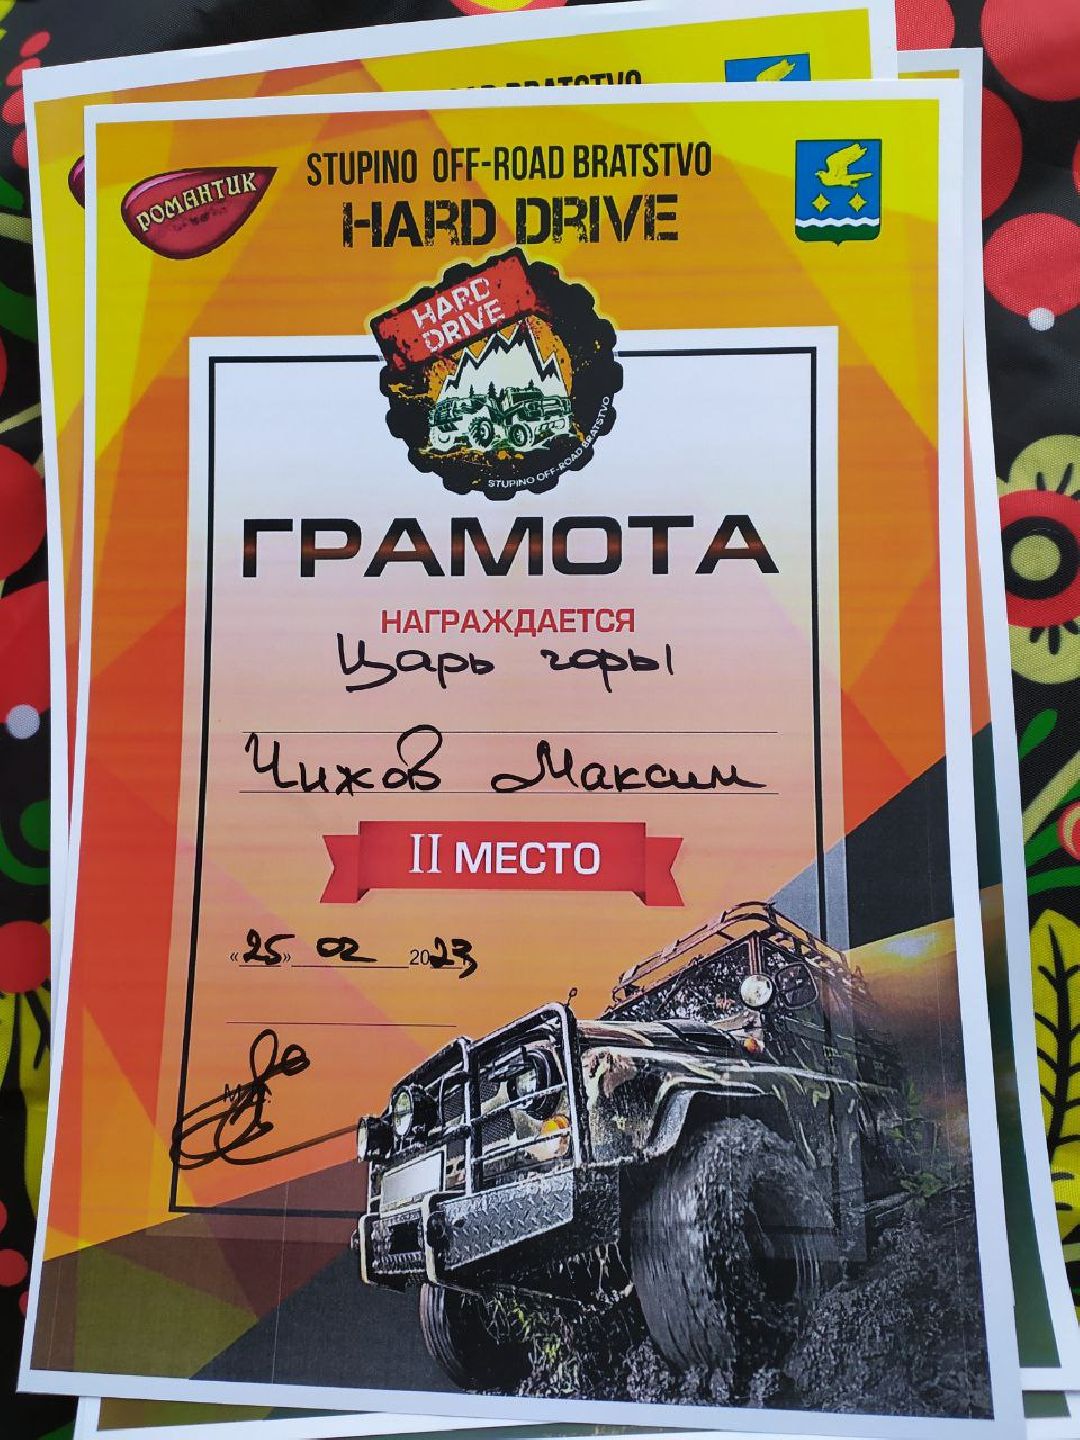 BRATSTVO
РОМАНТИК
STUPINO OFF-ROAD BRATSTVO
HARD DRIVE
HARD
DRIVE
STUPINO OFF-ROAD BRATSTVO
ГРАМОТА
НАГРАЖДАЕТСЯ
Царь горы
Чижов Максим
II МЕСТО
«25» 02 2023